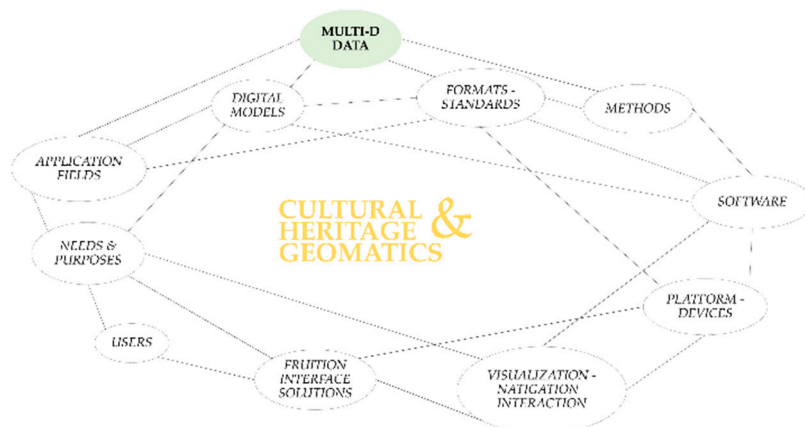 MULTI-D
DATA
DIGITAL
MODELS
FORMATS -
STANDARDS
METHODS
APPLICATION
FIELDS
SOFTWARE
CULTURAL
HERITAGE &
GEOMATICS
NEEDS &
PURPOSES
PLATFORM -
DEVICES
USERS
FRUITION
INTERFACE
SOLUTIONS
VISUALIZATION -
NATIGATION
INTERACTION